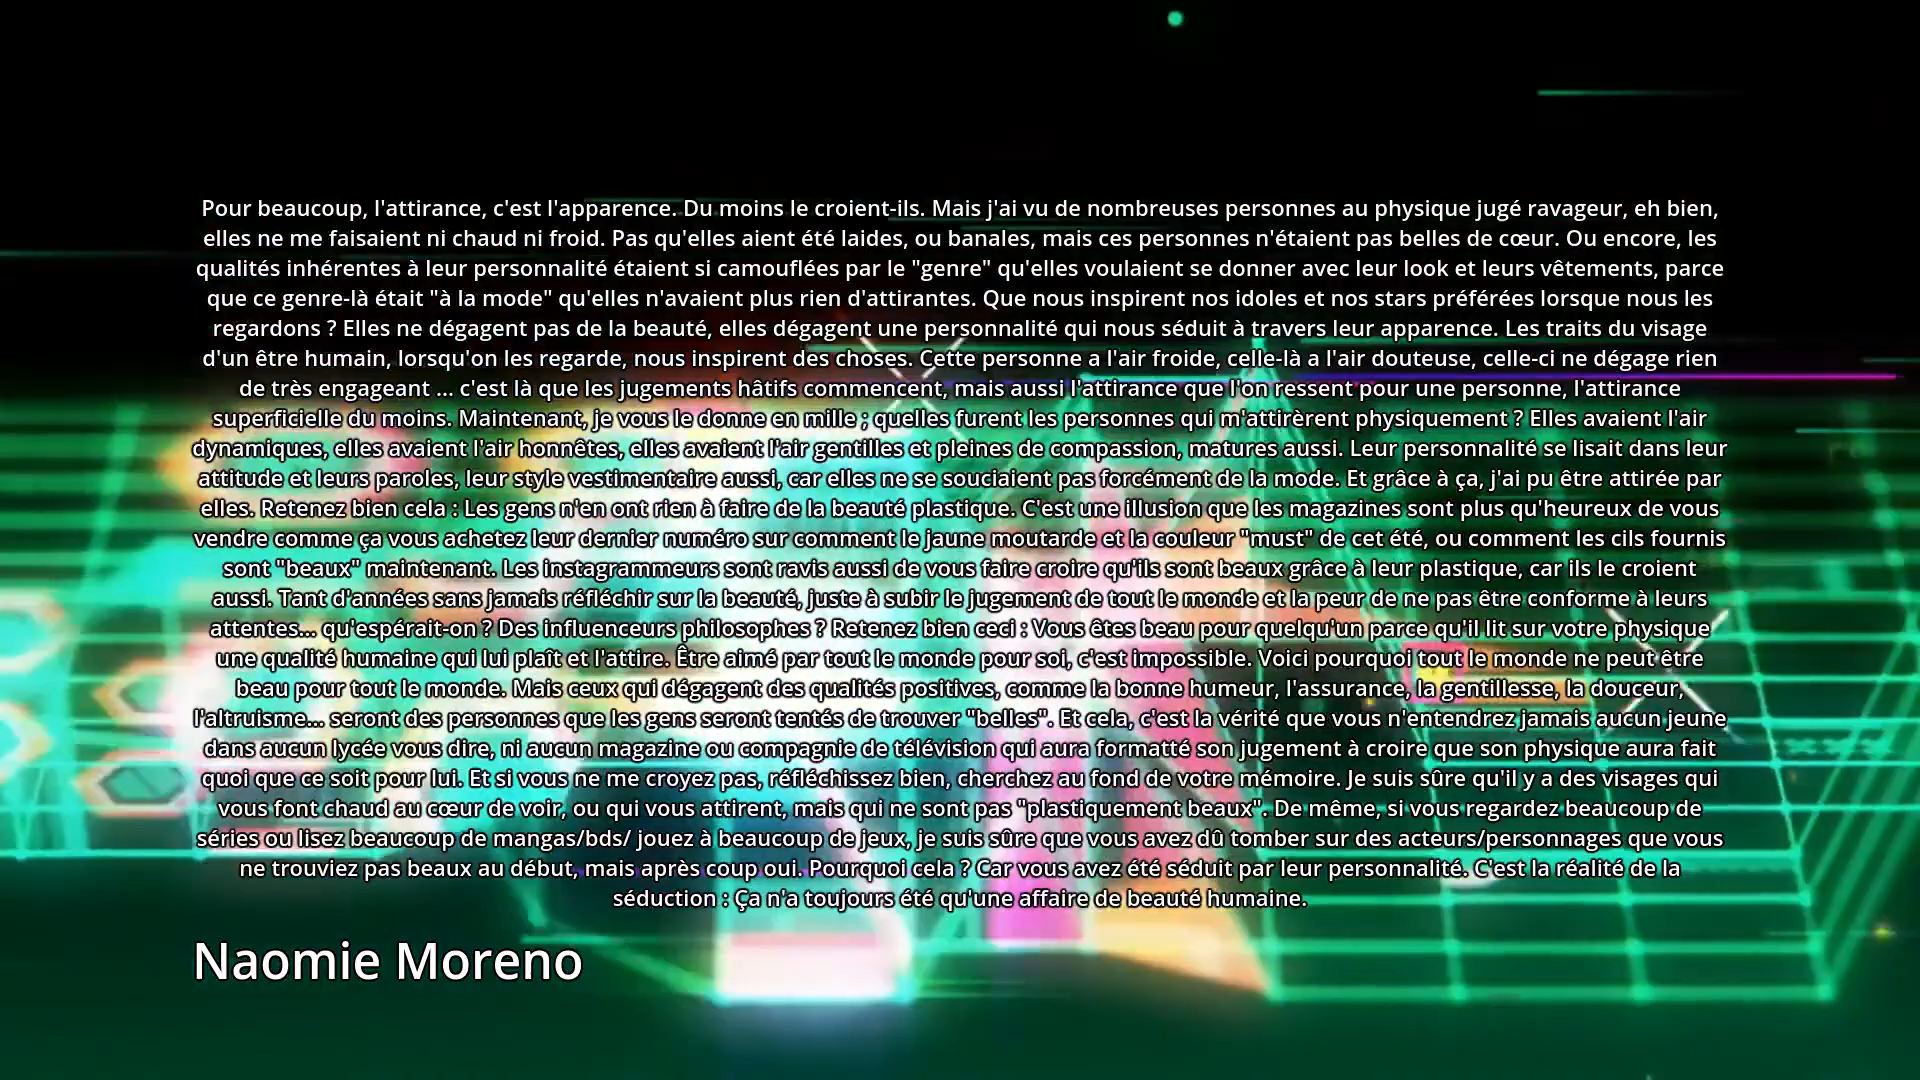 Pour beaucoup, l'attirance, c'est l'apparence. Du moins le croient-ils. Mais j'ai vu de nombreuses personnes au physique jugé ravageur, eh bien,
elles ne me faisaient ni chaud ni froid. Pas qu'elles aient été laides, ou banales, mais ces personnes n'étaient pas belles de cœur. Ou encore, les
qualités inhérentes à leur personnalité étaient si camouflées par le "genre" qu'elles voulaient se donner avec leur look et leurs vêtements, parce
que ce genre-là était "à la mode" qu'elles n'avaient plus rien d'attirantes. Que nous inspirent nos idoles et nos stars préférées lorsque nous les
regardons ? Elles ne dégagent pas de la beauté, elles dégagent une personnalité qui nous séduit à travers leur apparence. Les traits du visage
d'un être humain, lorsqu'on les regarde, nous inspirent des choses. Cette personne a l'air froide, celle-là a l'air douteuse, celle-ci ne dégage rien
de très engageant ... c'est là que les jugements hâtifs commencent, mais aussi l'attirance que l'on ressent pour une personne, l'attirance
superficielle du moins. Maintenant, je vous le donne en mille ; quelles furent les personnes qui m'attirèrent physiquement ? Elles avaient l'air
dynamiques, elles avaient l'air honnêtes, elles avaient l'air gentilles et pleines de compassion, matures aussi. Leur personnalité se lisait dans leur
attitude et leurs paroles, leur style vestimentaire aussi, car elles ne se souciaient pas forcément de la mode. Et grâce à ça, j'ai pu être attirée par
elles. Retenez bien cela : Les gens n'en ont rien à faire de la beauté plastique. C'est une illusion que les magazines sont plus qu'heureux de vous
vendre comme ça vous achetez leur dernier numéro sur comment le jaune moutarde et la couleur "must" de cet été, ou comment les cils fournis
sont "beaux" maintenant. Les instagrammeurs sont ravis aussi de vous faire croire qu'ils sont beaux grâce à leur plastique, car ils le croient
aussi. Tant d'années sans jamais réfléchir sur la beauté, juste à subir le jugement de tout le monde et la peur de ne pas être conforme à leurs
attentes... qu'espérait-on ? Des influenceurs philosophes ? Retenez bien ceci : Vous êtes beau pour quelqu'un parce qu'il lit sur votre physique
une qualité humaine qui lui plaît et l'attire. Être aimé par tout le monde pour soi, c'est impossible. Voici pourquoi tout le monde ne peut être
beau pour tout le monde. Mais ceux qui dégagent des qualités positives, comme la bonne humeur, l'assurance, la gentillesse, la douceur,
l'altruisme... seront des personnes que les gens seront tentés de trouver "belles". Et cela, c'est la vérité que vous n'entendrez jamais aucun jeune
dans aucun lycée vous dire, ni aucun magazine ou compagnie de télévision qui aura formatté son jugement à croire que son physique aura fait
quoi que ce soit pour lui. Et si vous ne me croyez pas, réfléchissez bien, cherchez au fond de votre mémoire. Je suis sûre qu'il y a des visages qui
vous font chaud au cœur de voir, ou qui vous attirent, mais qui ne sont pas "plastiquement beaux". De même, si vous regardez beaucoup de
séries ou lisez beaucoup de mangas/bds/ jouez à beaucoup de jeux, je suis sûre que vous avez dû tomber sur des acteurs/personnages que vous
ne trouviez pas beaux au début, mais après coup oui. Pourquoi cela ? Car vous avez été séduit par leur personnalité. C'est la réalité de la
séduction : Ça n'a toujours été qu'une affaire de beauté humaine.
Naomie Moreno